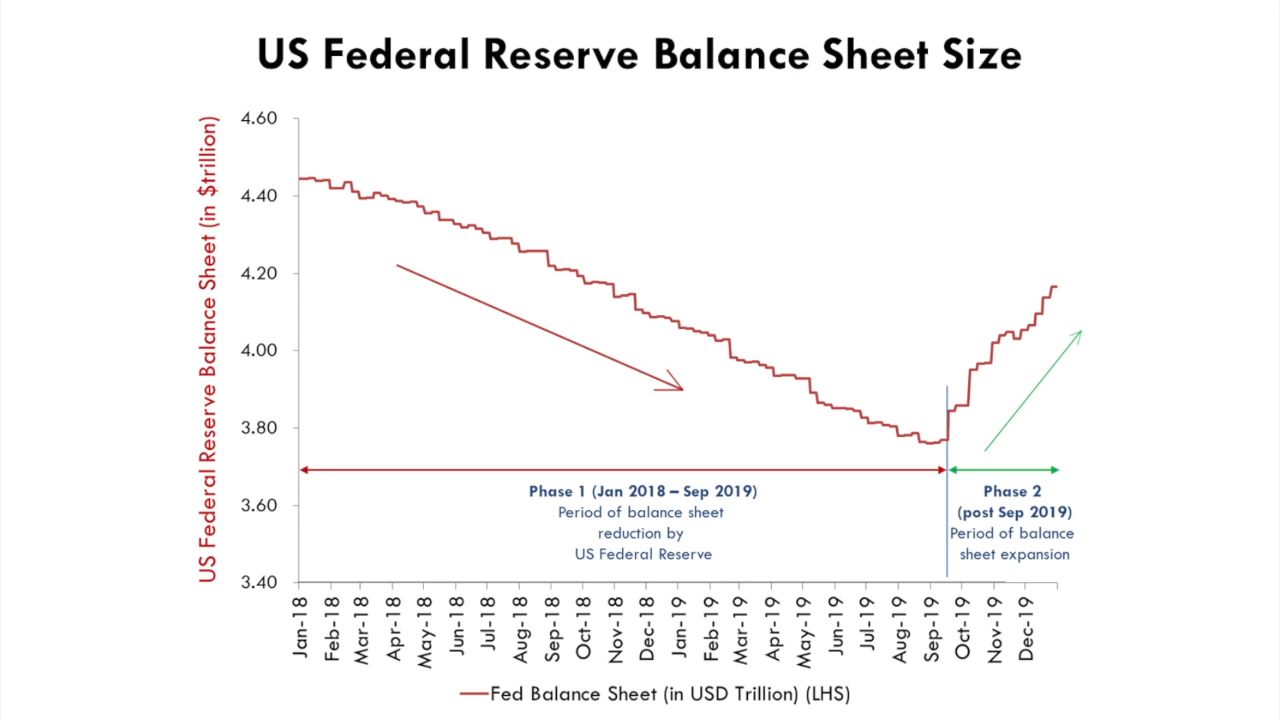 US Federal Reserve Balance Sheet Size
US Federal Reserve Balance Sheet (in $trillion)
4.60
4.40
4.20
4.00
3.80
3.60
3.40
Phase 1 (Jan 2018 – Sep 2019)
Period of balance sheet
reduction by
US Federal Reserve
Phase 2
(post Sep 2019)
Period of balance
sheet expansion
Jan-18
Feb-18
Mar-18
Apr-18
May-18
Jun-18
Jul-18
Aug-18
Sep-18
Oct-18
Nov-18
Dec-18
Jan-19
Feb-19
Mar-19
Apr-19
May-19
Jun-19
Jul-19
Aug-19
Sep-19
Oct-19
Nov-19
Dec-19
Fed Balance Sheet (in USD Trillion) (LHS)